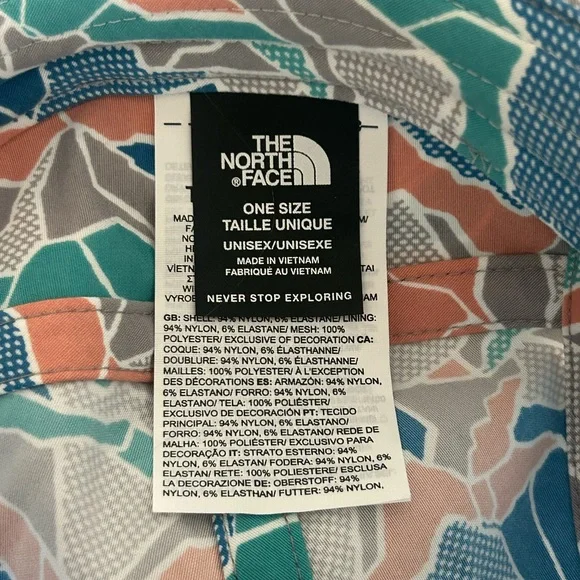 THE
NORTH
®FACE
ONE SIZE
TAILLE UNIQUE
UNISEX/UNISEXE
MADE IN VIETNAM
FABRIQUÉ AU VIETNAM
NEVER STOP EXPLORING
GB: SHELL: 94% NYLON, 6% ELASTANE/ LINING:
94% NYLON, 6% ELASTANE/ MESH: 100%
POLYESTER/ EXCLUSIVE OF DECORATION CA:
COQUE: 94% NYLON, 6% ÉLASTHANNE/
DOUBLURE: 94% NYLON, 6% ÉLASTHANNE/
MAILLES: 100% POLYESTER/ À L'EXCEPTION
DES DÉCORATIONS ES: ARMAZÓN: 94% NYLON,
6% ELASTANO/ FORRO: 94% NYLON, 6%
ELASTANO/ TELA: 100% POLIÉSTER/
EXCLUSIVO DE DECORACIÓN PT: TECIDO
PRINCIPAL: 94% NYLON, 6% ELASTANO/
FORRO: 94% NYLON, 6% ELASTANO/ REDE DE
MALHA: 100% POLIÉSTER/ EXCLUSIVO PARA
DECORAÇÃO IT: STRATO ESTERNO: 94%
NYLON, 6% ELASTAN/ FODERA: 94% NYLON, 6%
ELASTAN/ RETE: 100% POLIESTERE/ ESCLUSA
LA DECORAZIONE DE: OBERSTOFF: 94%
NYLON, 6% ELASTHAN/ FUTTER: 94% NYLON,